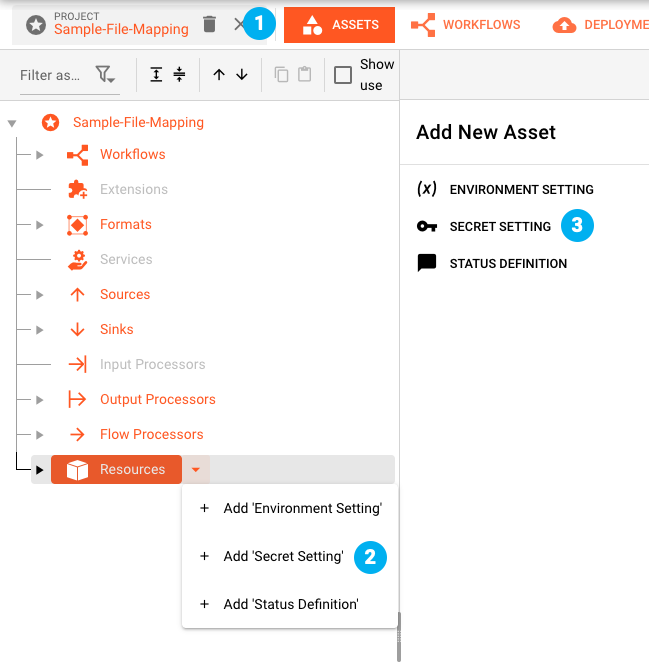 PROJECT
Sample-File-Mapping
1
ASSETS
WORKFLOWS
DEPLOYME
Filter as...
Show
use
Sample-File-Mapping
Workflows
Extensions
Formats
Services
Sources
Sinks
Input Processors
Output Processors
Flow Processors
Resources
+ Add 'Environment Setting'
+ Add 'Secret Setting' 2
+ Add 'Status Definition'
Add New Asset
(x) ENVIRONMENT SETTING
SECRET SETTING 3
STATUS DEFINITION